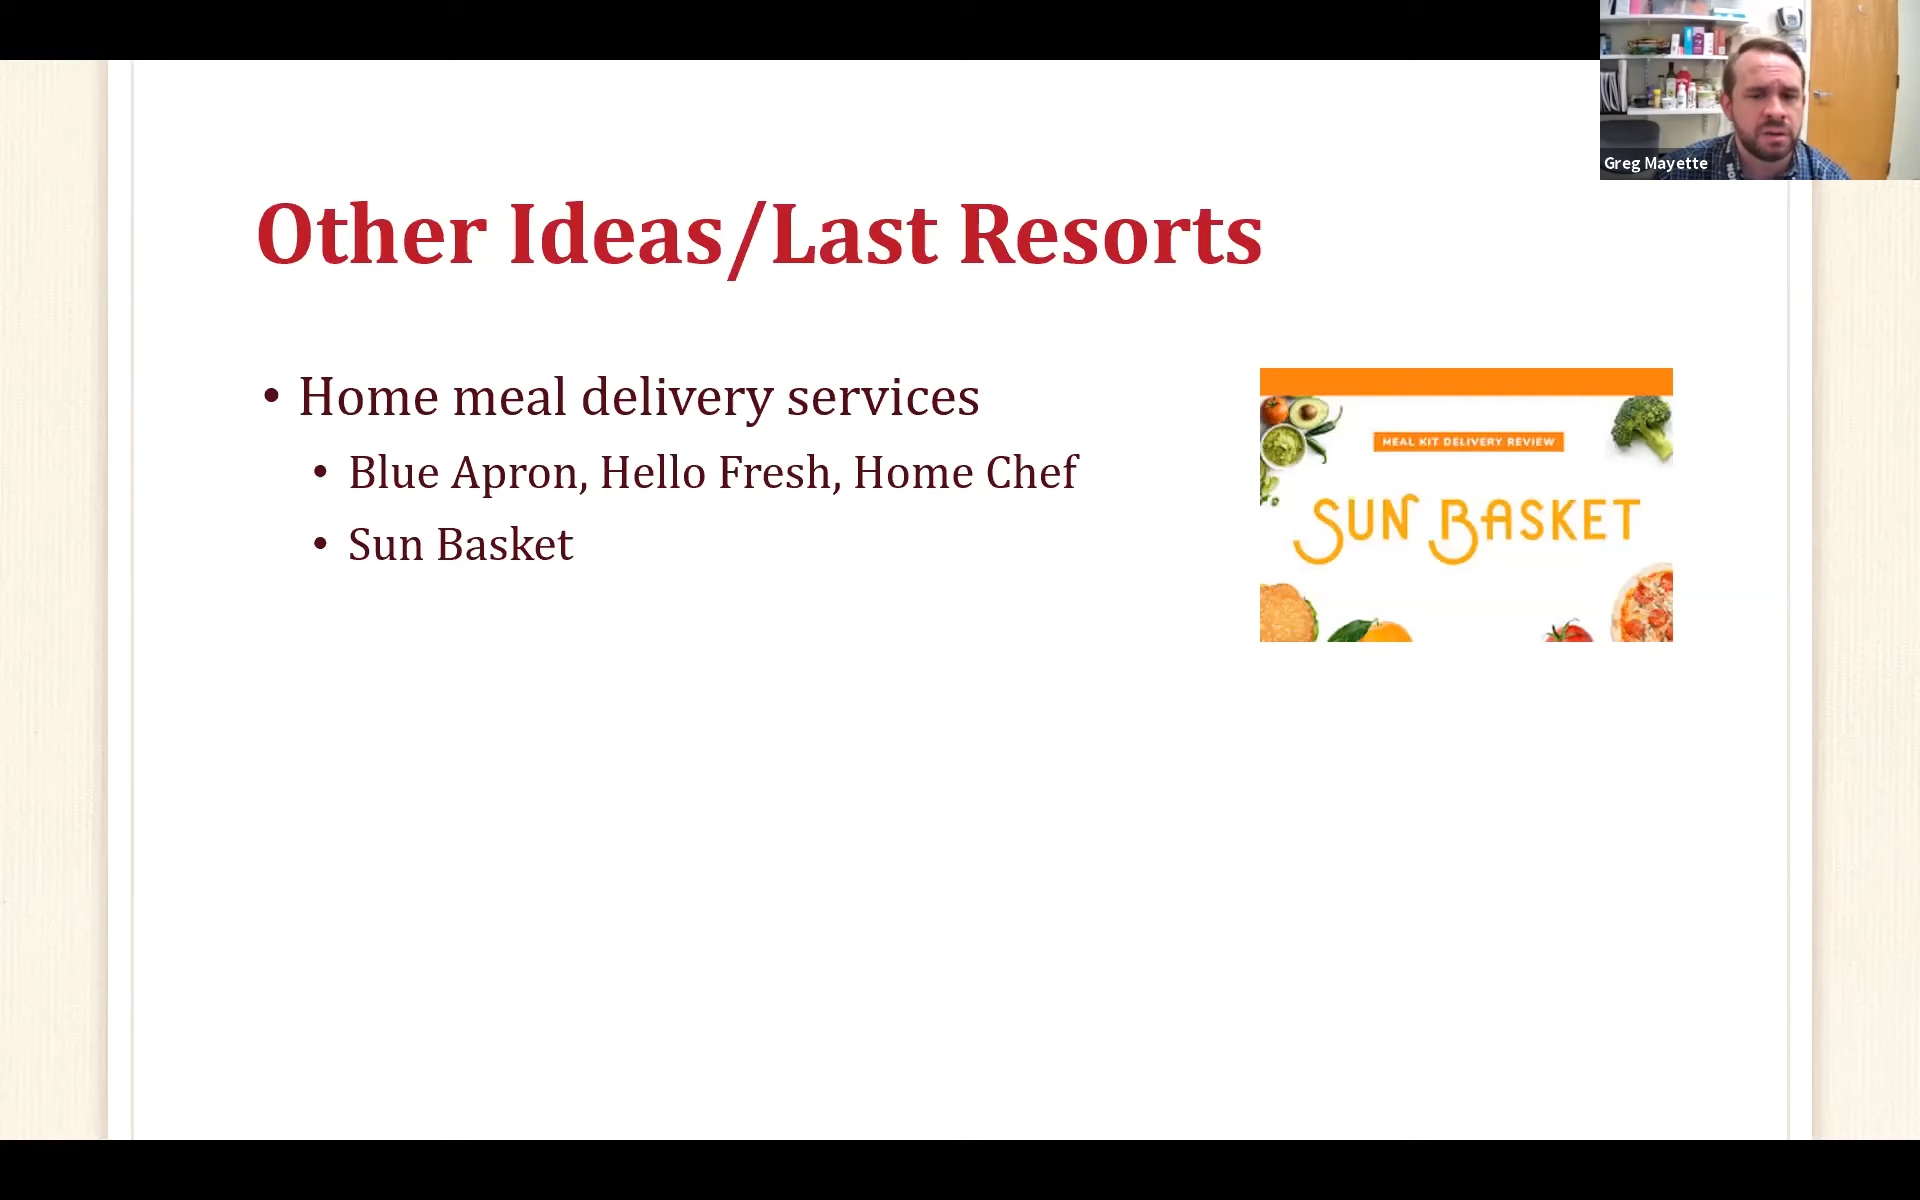 Greg Mayette
Other Ideas/Last Resorts
• Home meal delivery services
• Blue Apron, Hello Fresh, Home Chef
• Sun Basket
MEAL KIT DELIVERY REVIEW
SUN BASKET